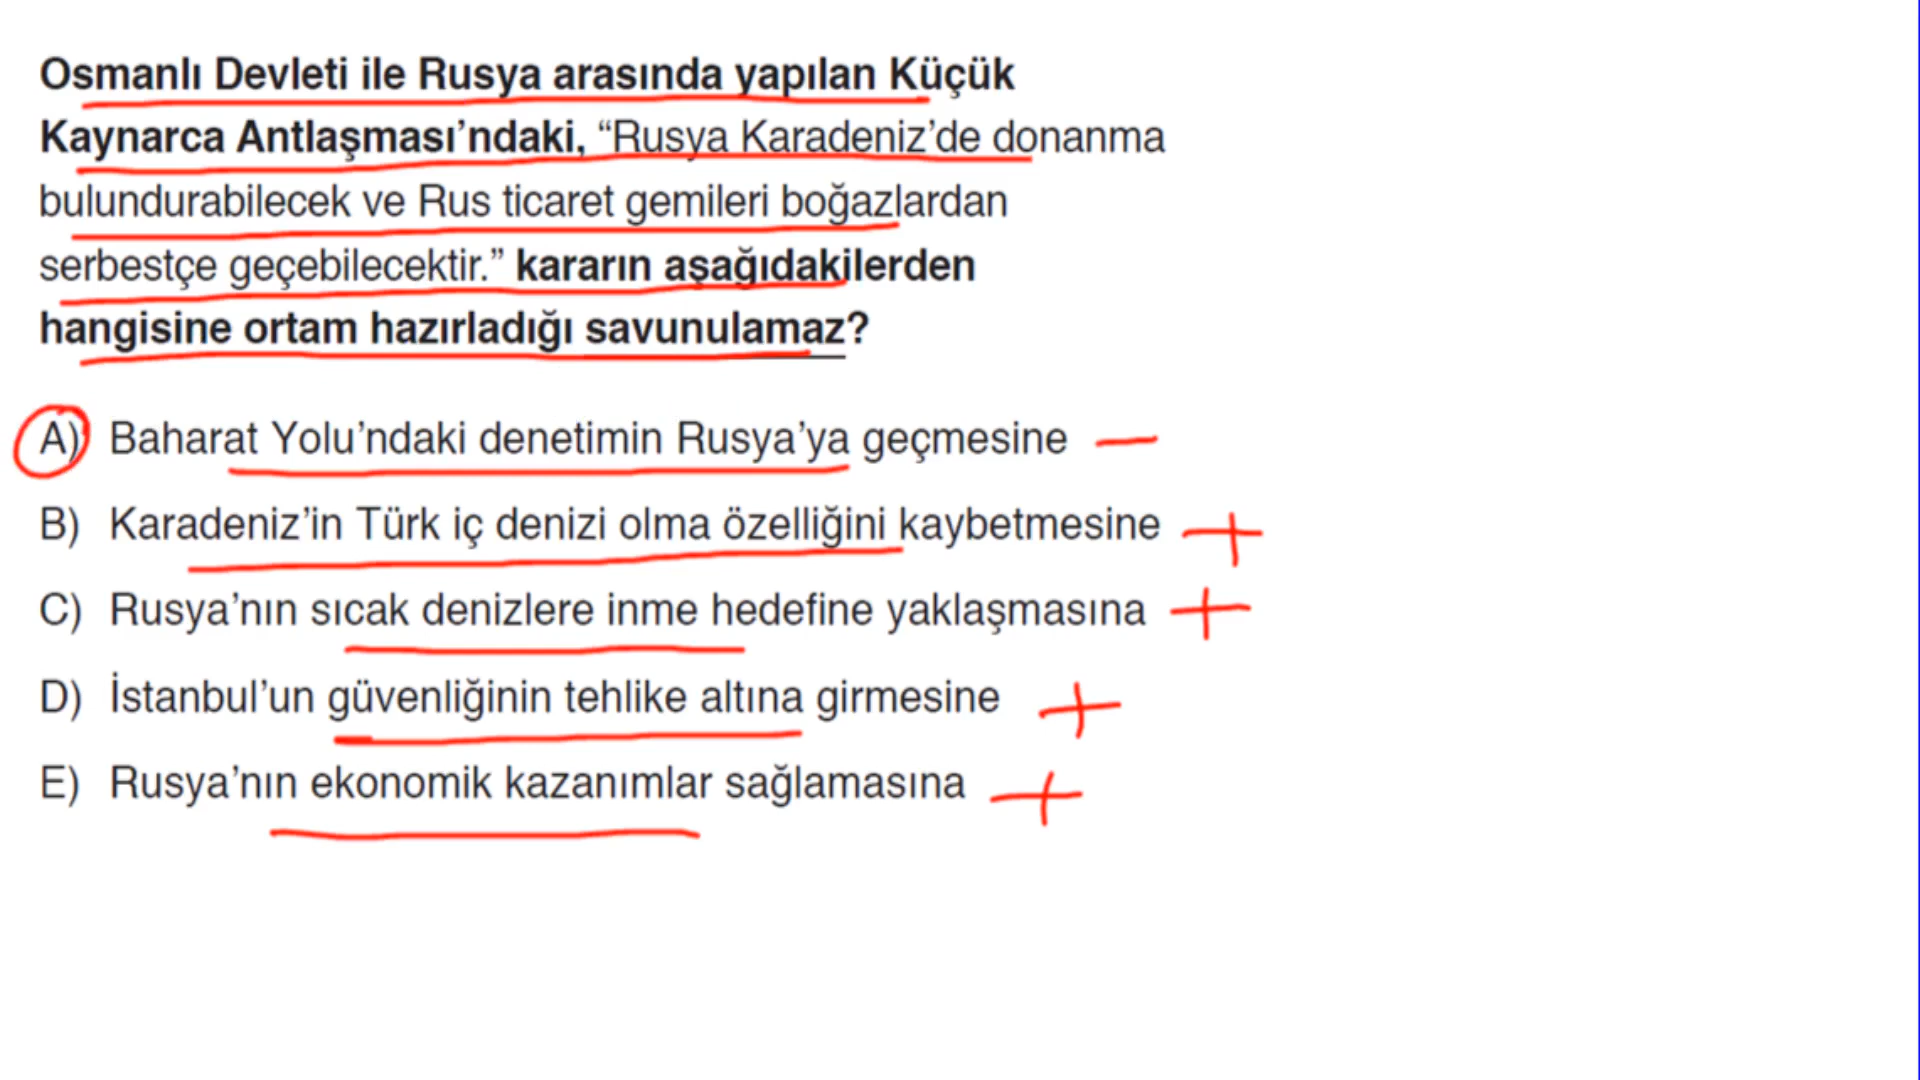 Osmanlı Devleti ile Rusya arasında yapılan Küçük
Kaynarca Antlaşması’ndaki, “Rusya Karadeniz’de donanma
bulundurabilecek ve Rus ticaret gemileri boğazlardan
serbestçe geçebilecektir.” kararın aşağıdakilerden
hangisine ortam hazırladığı savunulamaz?
A) Baharat Yolu’ndaki denetimin Rusya’ya geçmesine —
B) Karadeniz’in Türk iç denizi olma özelliğini kaybetmesine +
C) Rusya’nın sıcak denizlere inme hedefine yaklaşmasına +
D) İstanbul’un güvenliğinin tehlike altına girmesine +
E) Rusya’nın ekonomik kazanımlar sağlamasına +